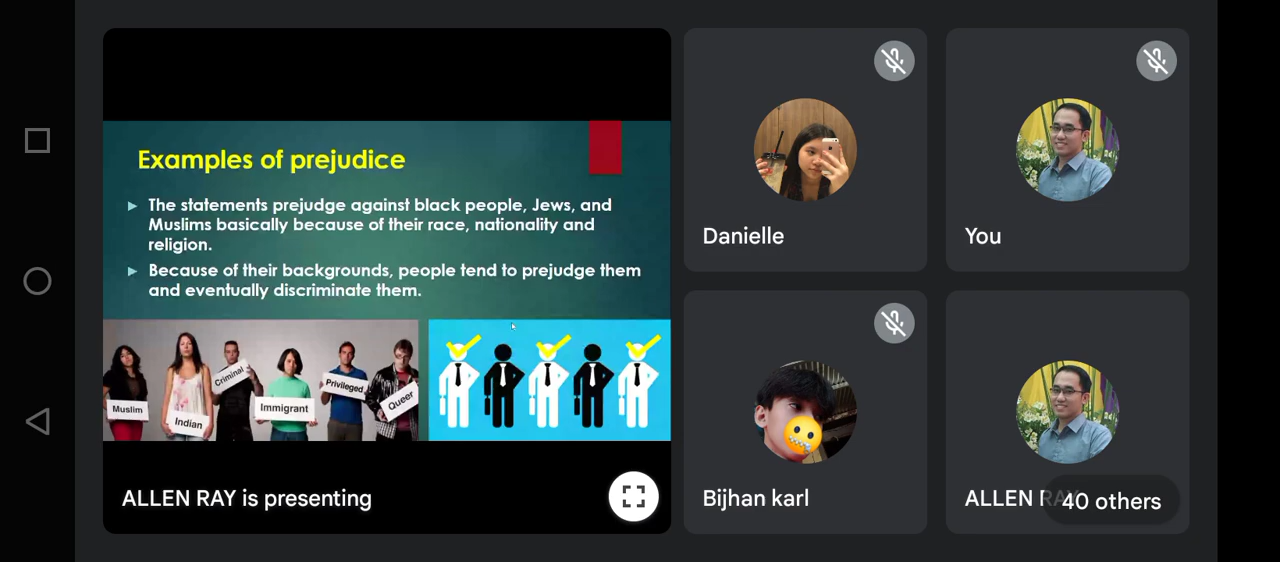 Examples of prejudice
The statements prejudge against black people, Jews, and
Muslims basically because of their race, nationality and
religion.
Because of their backgrounds, people tend to prejudge them
and eventually discriminate them.
Muslim
Indian
Criminal
Immigrant
Privileged
Queer
ALLEN RAY is presenting
Danielle
You
Bijhan karl
ALLEN RAY
40 others